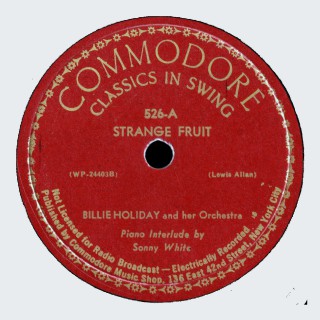 COMMODORE
CLASSICS IN SWING
526-A
STRANGE FRUIT
(WP-24403B) (Lewis Allan)
BILLIE HOLIDAY and her Orchestra
Piano Interlude by
Sonny White
Not Licensed for Radio Broadcast — Electrically Recorded
Published by Commodore Music Shop, 136 East 42nd Street, New York City